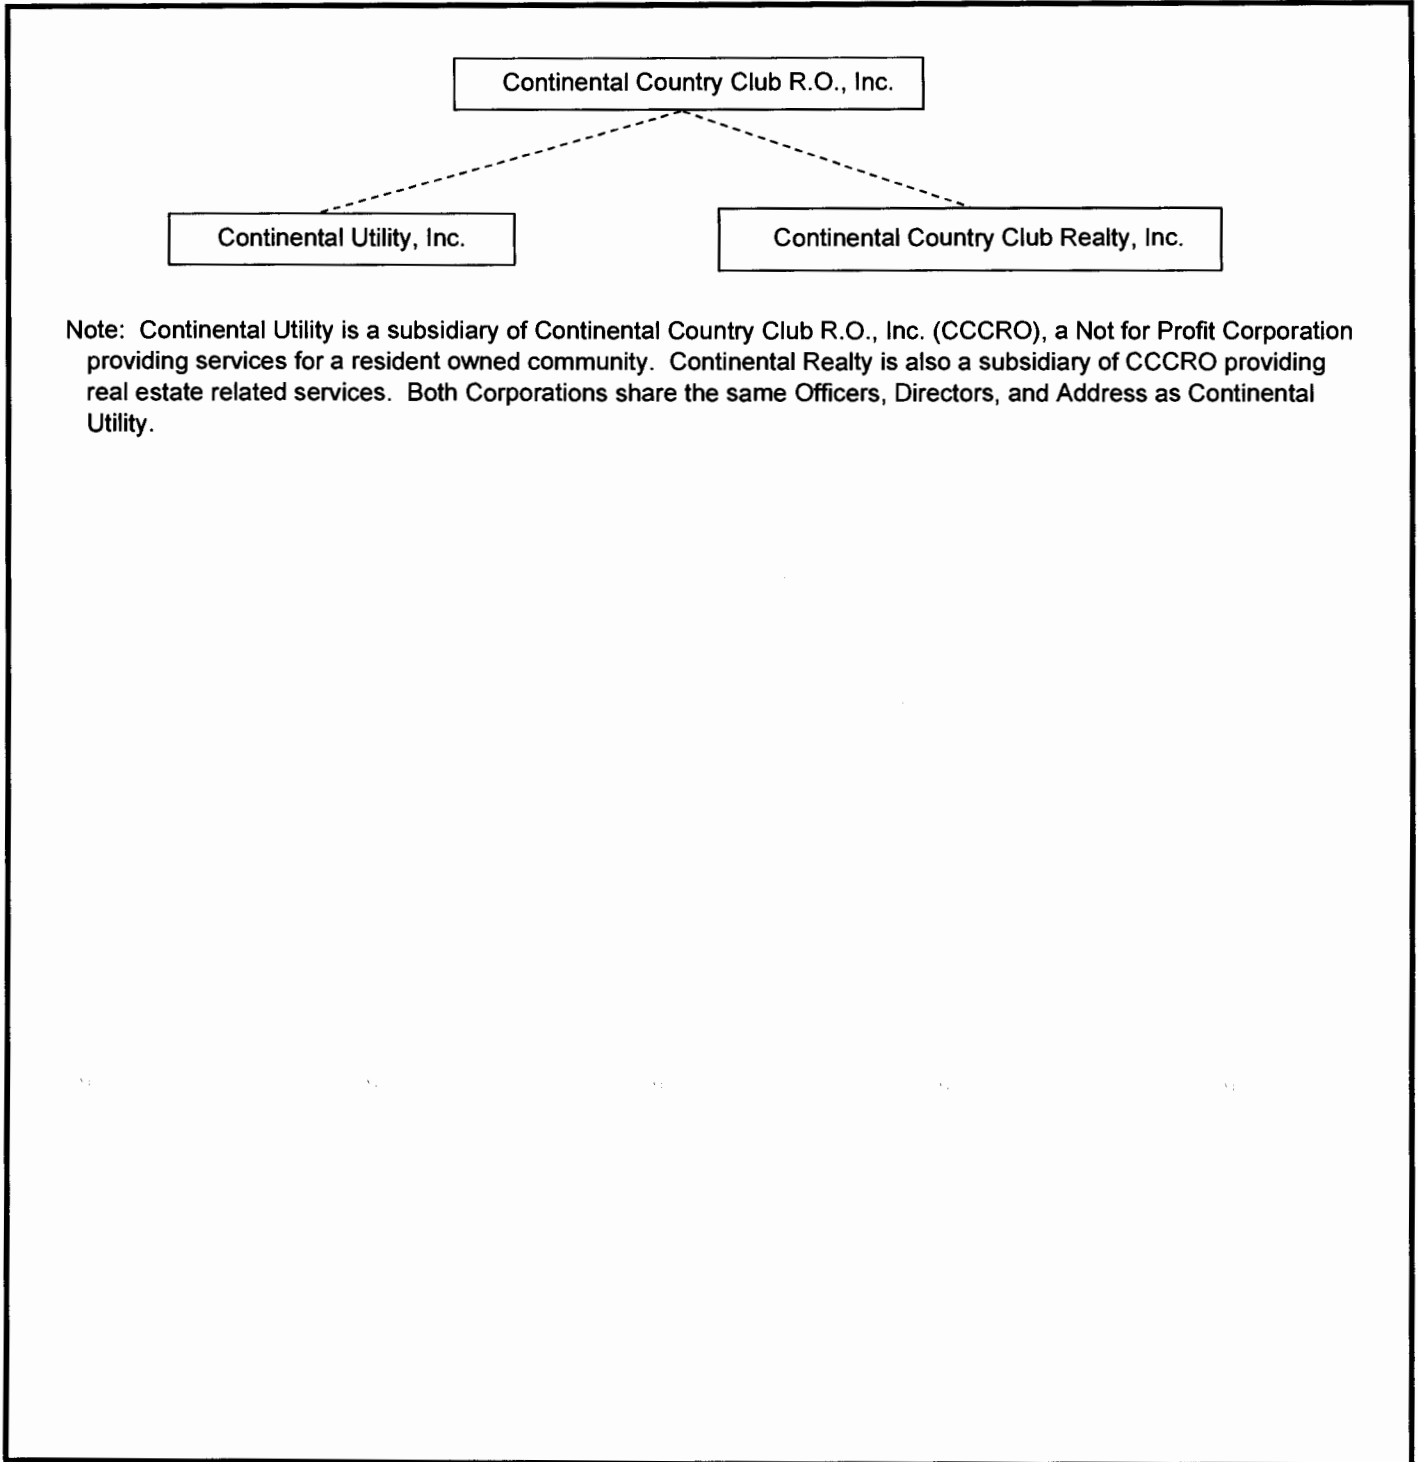 Continental Country Club R.O., Inc.
Continental Utility, Inc.
Continental Country Club Realty, Inc.
Note: Continental Utility is a subsidiary of Continental Country Club R.O., Inc. (CCCRO), a Not for Profit Corporation
providing services for a resident owned community. Continental Realty is also a subsidiary of CCCRO providing
real estate related services. Both Corporations share the same Officers, Directors, and Address as Continental
Utility.